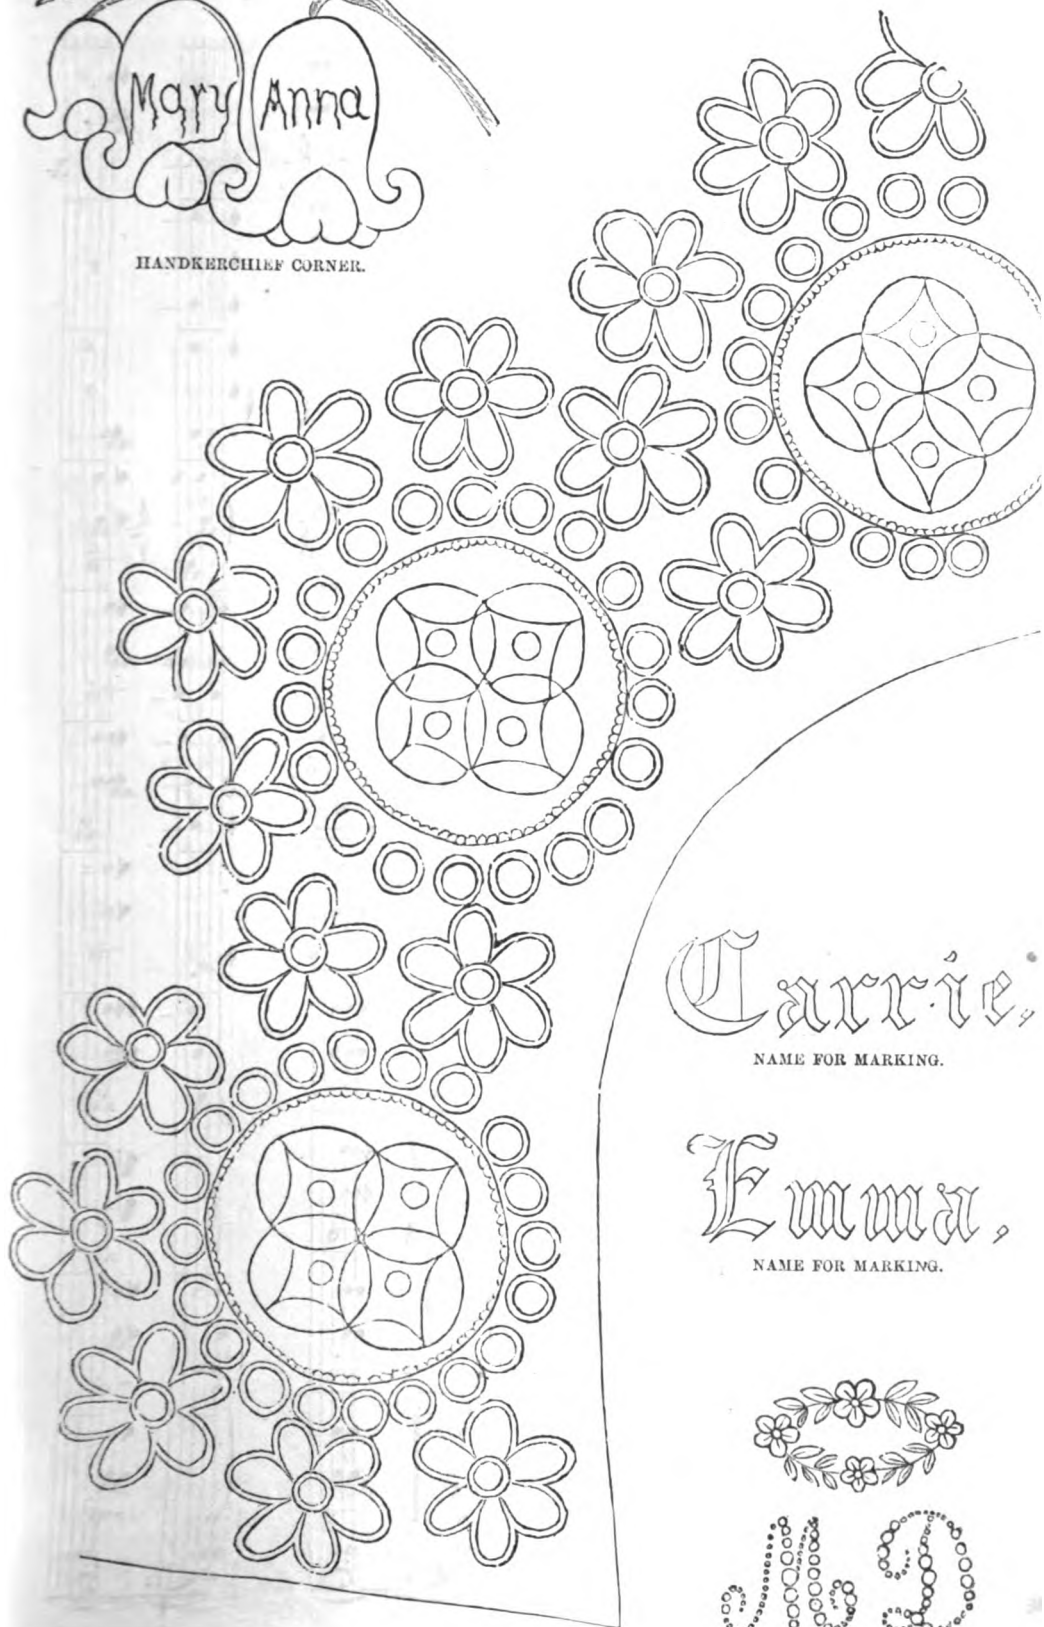 Mary Anna
HANDKERCHIEF CORNER.
Carrie,
NAME FOR MARKING.
Emma,
NAME FOR MARKING.
M D